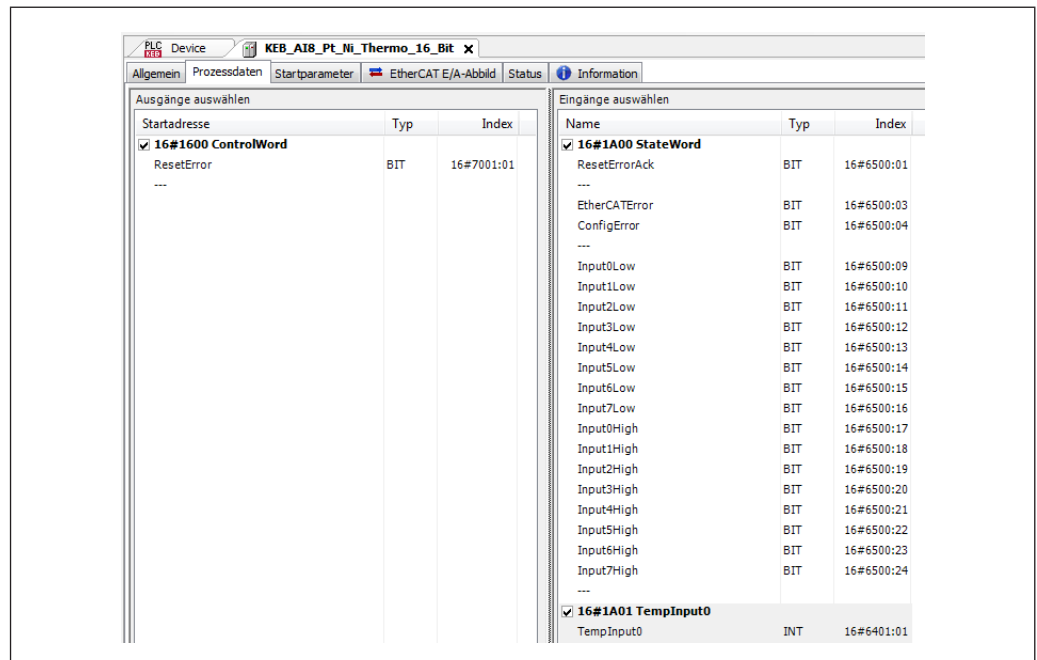 PLC KEB Device KEB_AI8_Pt_Ni_Thermo_16_Bit X
Allgemein Prozessdaten Startparameter EtherCAT E/A-Abbild Status Information
Ausgänge auswählen
Startadresse Typ Index
16#1600 ControlWord
ResetError BIT 16#7001:01
---
Eingänge auswählen
Name Typ Index
16#1A00 StateWord
ResetErrorAck BIT 16#6500:01
---
EtherCATError BIT 16#6500:03
ConfigError BIT 16#6500:04
---
Input0Low BIT 16#6500:09
Input1Low BIT 16#6500:10
Input2Low BIT 16#6500:11
Input3Low BIT 16#6500:12
Input4Low BIT 16#6500:13
Input5Low BIT 16#6500:14
Input6Low BIT 16#6500:15
Input7Low BIT 16#6500:16
Input0High BIT 16#6500:17
Input1High BIT 16#6500:18
Input2High BIT 16#6500:19
Input3High BIT 16#6500:20
Input4High BIT 16#6500:21
Input5High BIT 16#6500:22
Input6High BIT 16#6500:23
Input7High BIT 16#6500:24
---
16#1A01 TempInput0
TempInput0 INT 16#6401:01